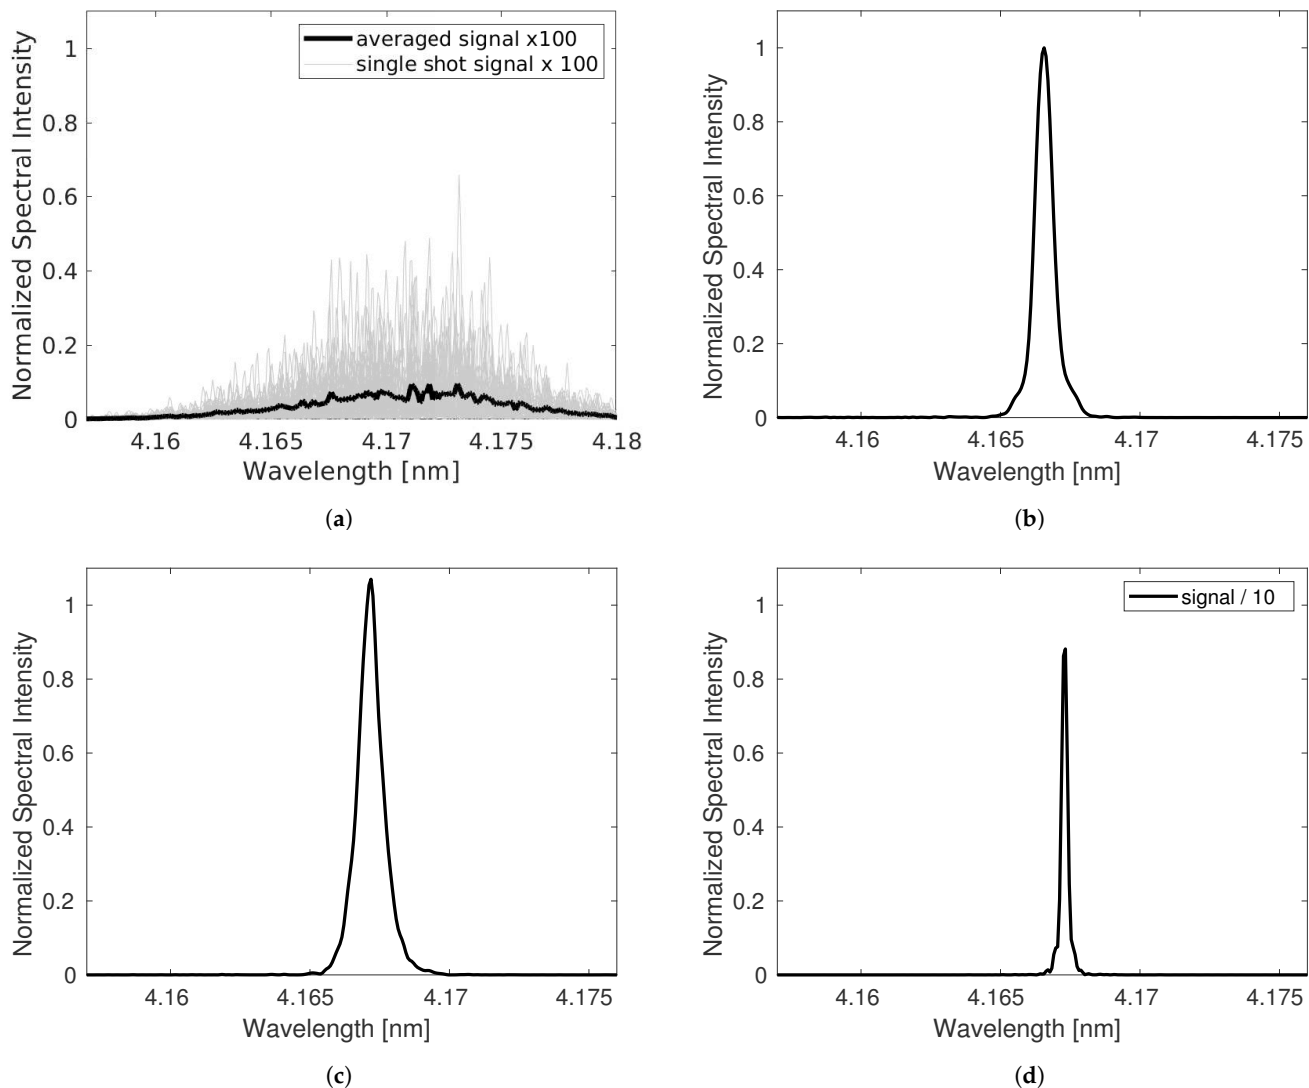 Normalized Spectral Intensity
1
0.8
0.6
0.4
0.2
0
averaged signal x100
single shot signal x 100
4.16 4.165 4.17 4.175 4.18
Wavelength [nm]
(a)
Normalized Spectral Intensity
1
0.8
0.6
0.4
0.2
0
4.16 4.165 4.17 4.175
Wavelength [nm]
(b)
Normalized Spectral Intensity
1
0.8
0.6
0.4
0.2
0
4.16 4.165 4.17 4.175
Wavelength [nm]
(c)
Normalized Spectral Intensity
1
0.8
0.6
0.4
0.2
0
signal / 10
4.16 4.165 4.17 4.175
Wavelength [nm]
(d)